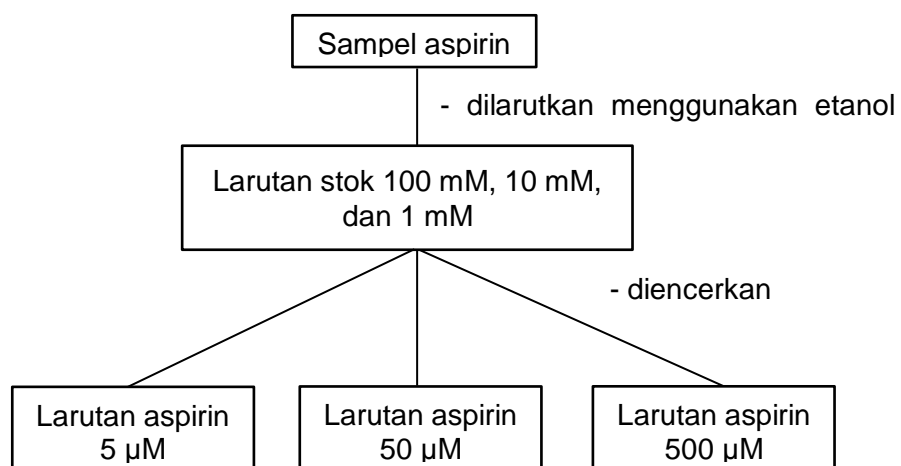 Sampel aspirin
- dilarutkan menggunakan etanol
Larutan stok 100 mM, 10 mM,
dan 1 mM
- diencerkan
Larutan aspirin
5 µM
Larutan aspirin
50 µM
Larutan aspirin
500 µM